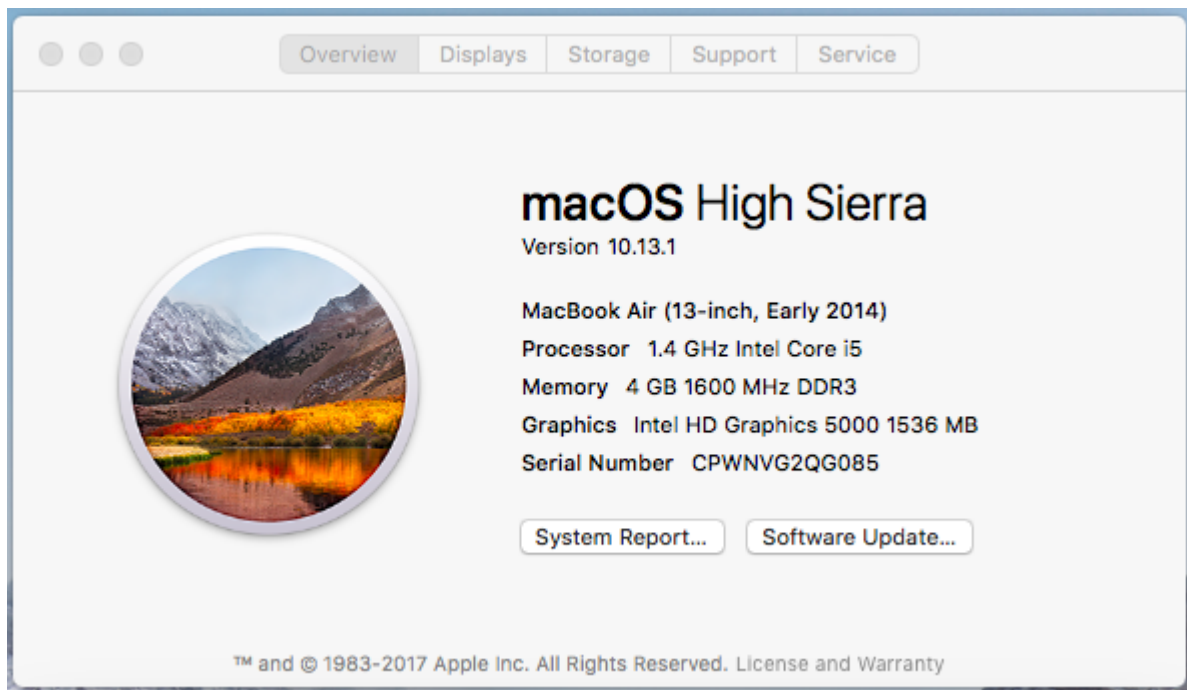 Overview Displays Storage Support Service
macOS High Sierra
Version 10.13.1
MacBook Air (13-inch, Early 2014)
Processor 1.4 GHz Intel Core i5
Memory 4 GB 1600 MHz DDR3
Graphics Intel HD Graphics 5000 1536 MB
Serial Number CPWNVG2QG085
System Report... Software Update...
™ and © 1983-2017 Apple Inc. All Rights Reserved. License and Warranty